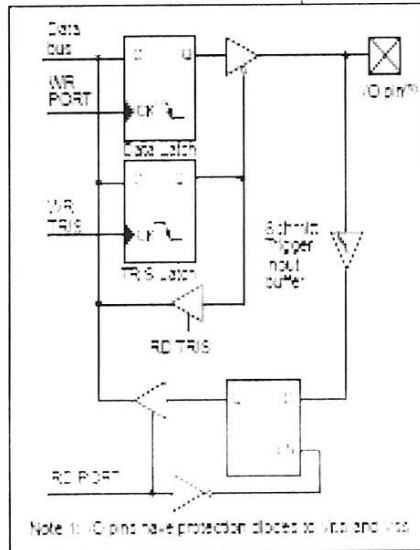 Data
bus
D Q
WR
PORT
CK
I/O pin(1)
Data Latch
D Q
WR
TRIS
CK
TRIS Latch
Schmitt
Trigger
input
buffer
RD TRIS
Q D
EN
RD PORT
Note 1: I/O pins have protection diodes to VDD and VSS